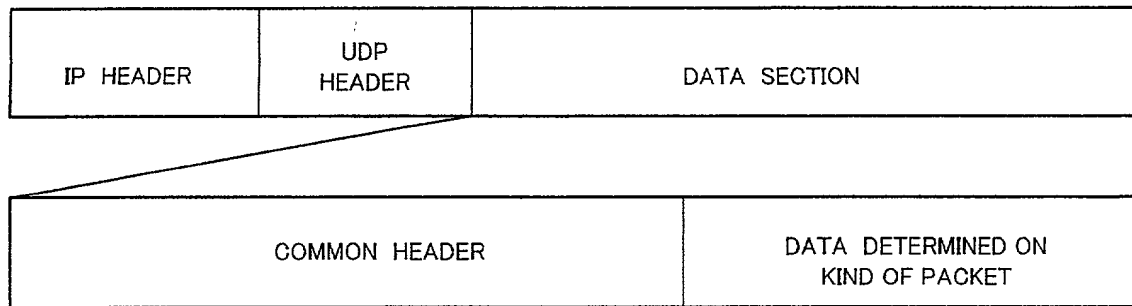 IP HEADER
UDP
HEADER
DATA SECTION
COMMON HEADER
DATA DETERMINED ON
KIND OF PACKET